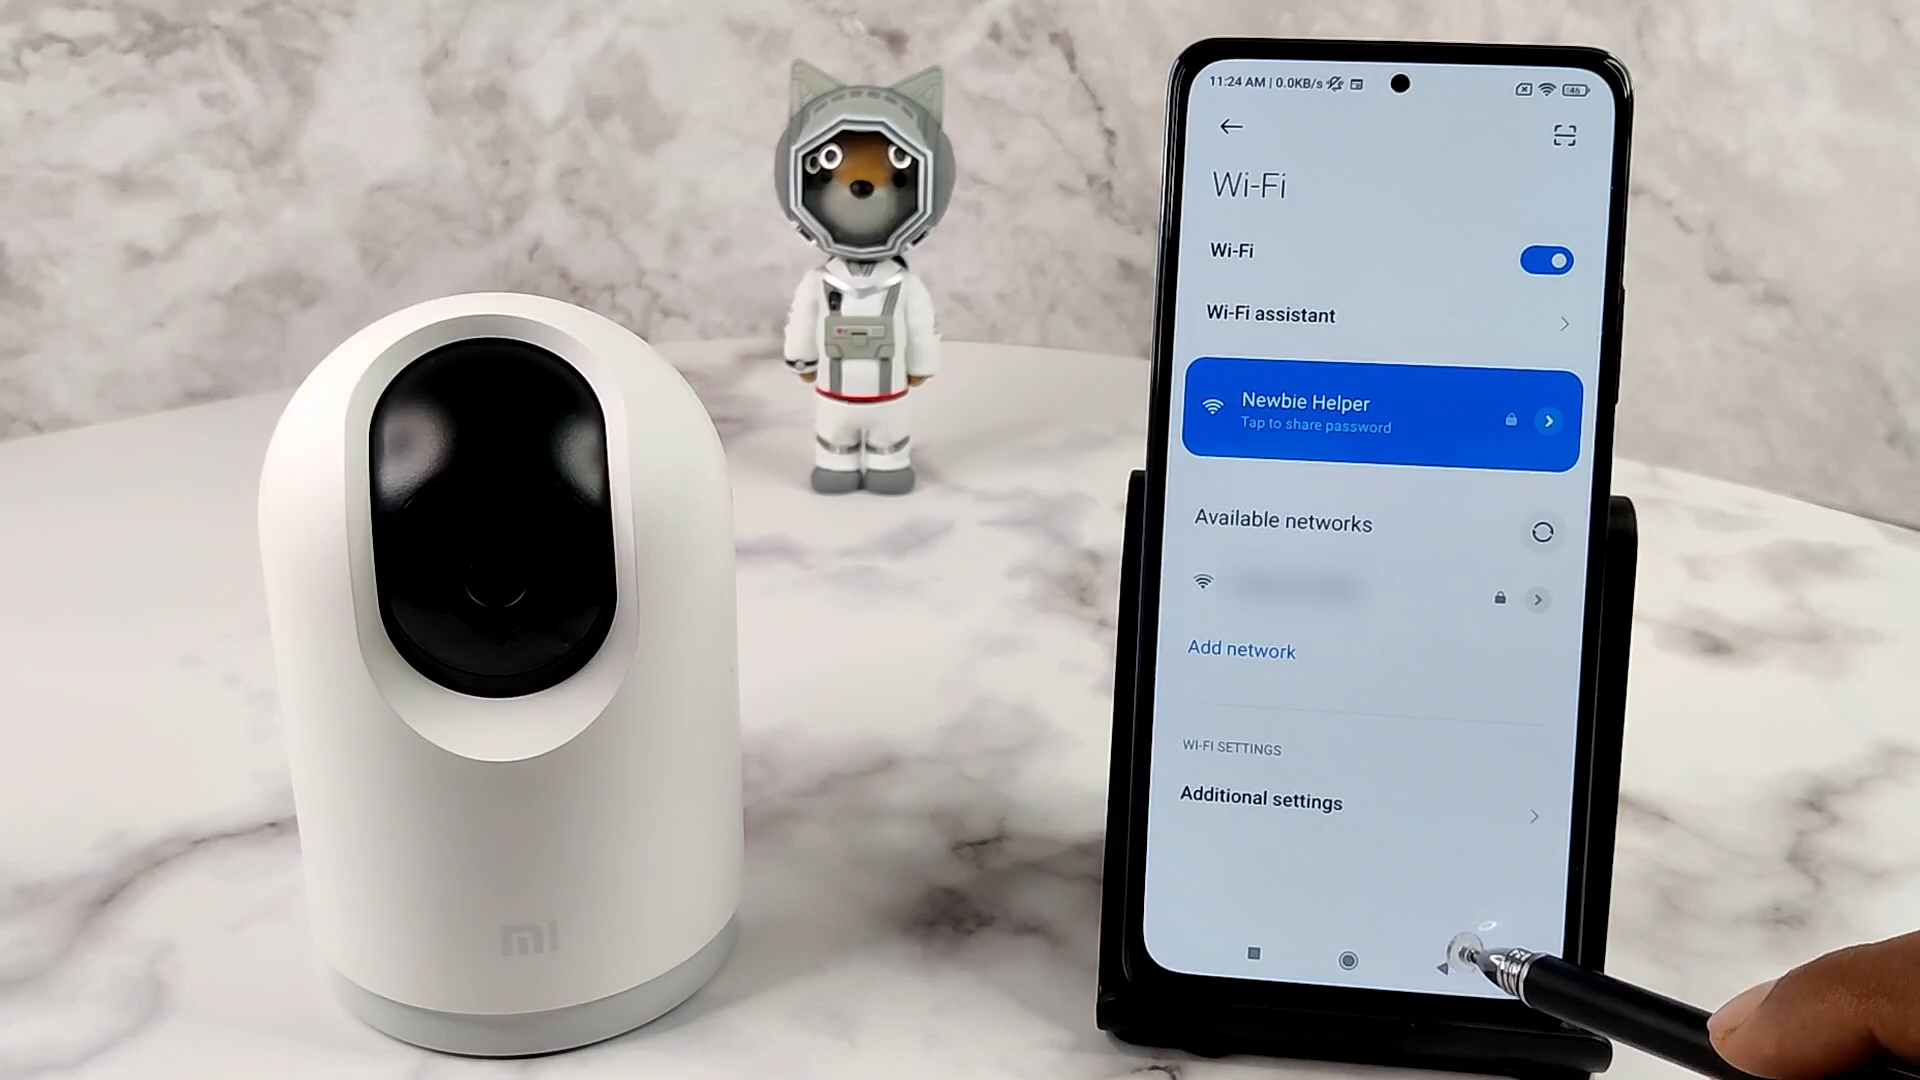 11:24 AM | 0.0KB/s
46
Wi-Fi
Wi-Fi
Wi-Fi assistant
Newbie Helper
Tap to share password
Available networks
Add network
WI-FI SETTINGS
Additional settings
mi